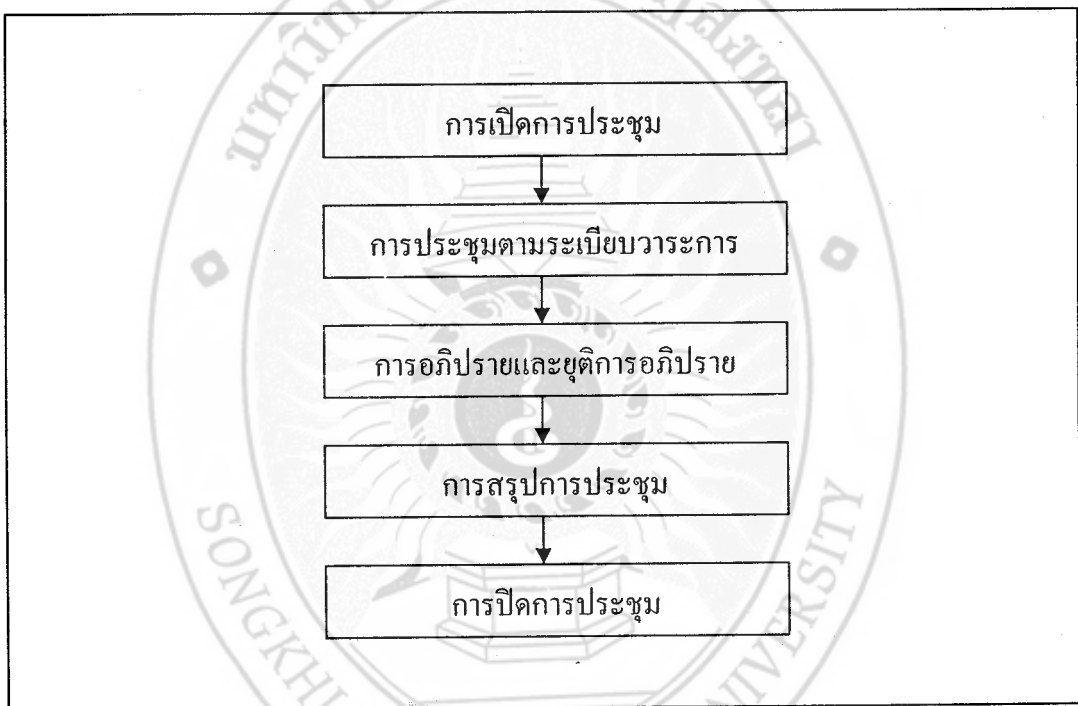 การเปิดการประชุม
การประชุมตามระเบียบวาระการ
การอภิปรายและยุติการอภิปราย
การสรุปการประชุม
การปิดการประชุม
SONGKH
UNIVERSITY